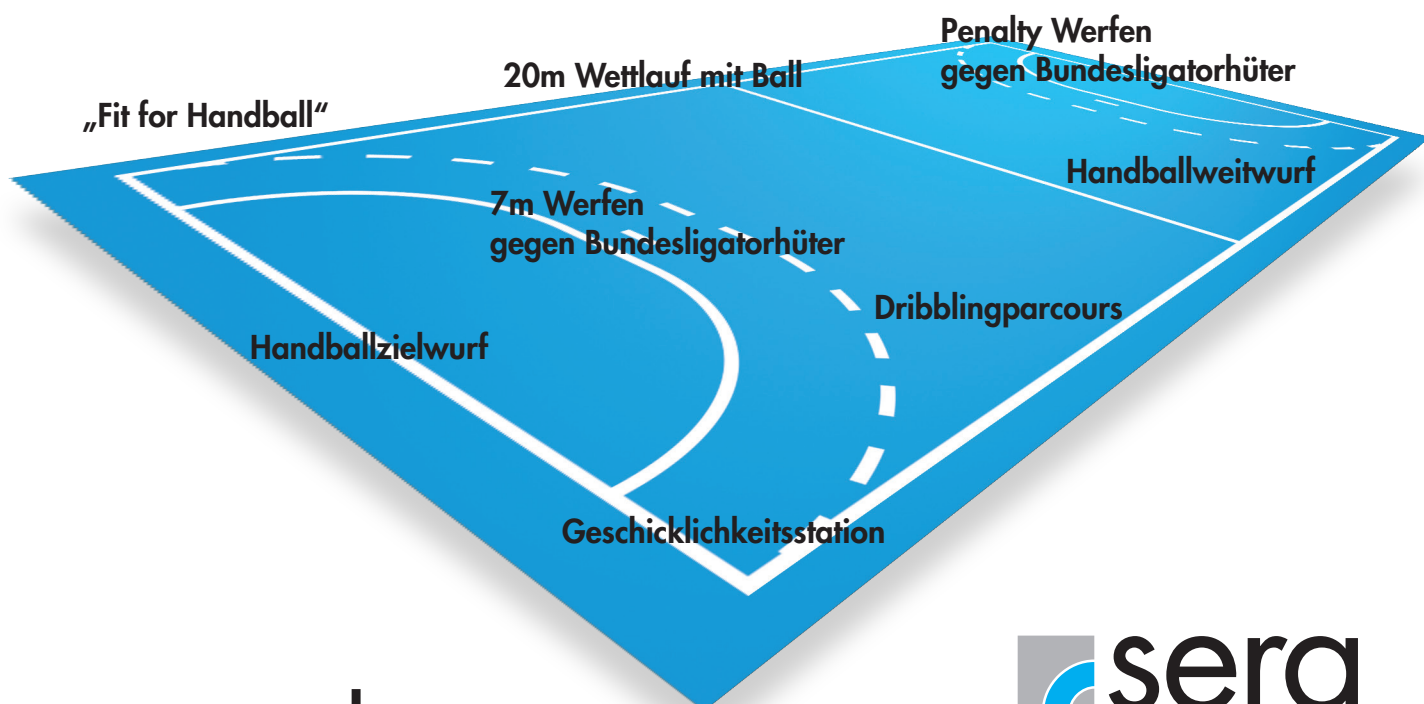 Penalty Werfen
gegen Bundesligatorhüter
20m Wettlauf mit Ball
„Fit for Handball“
Handballweitwurf
7m Werfen
gegen Bundesligatorhüter
Dribblingparcours
Handballzielwurf
Geschicklichkeitsstation
sera